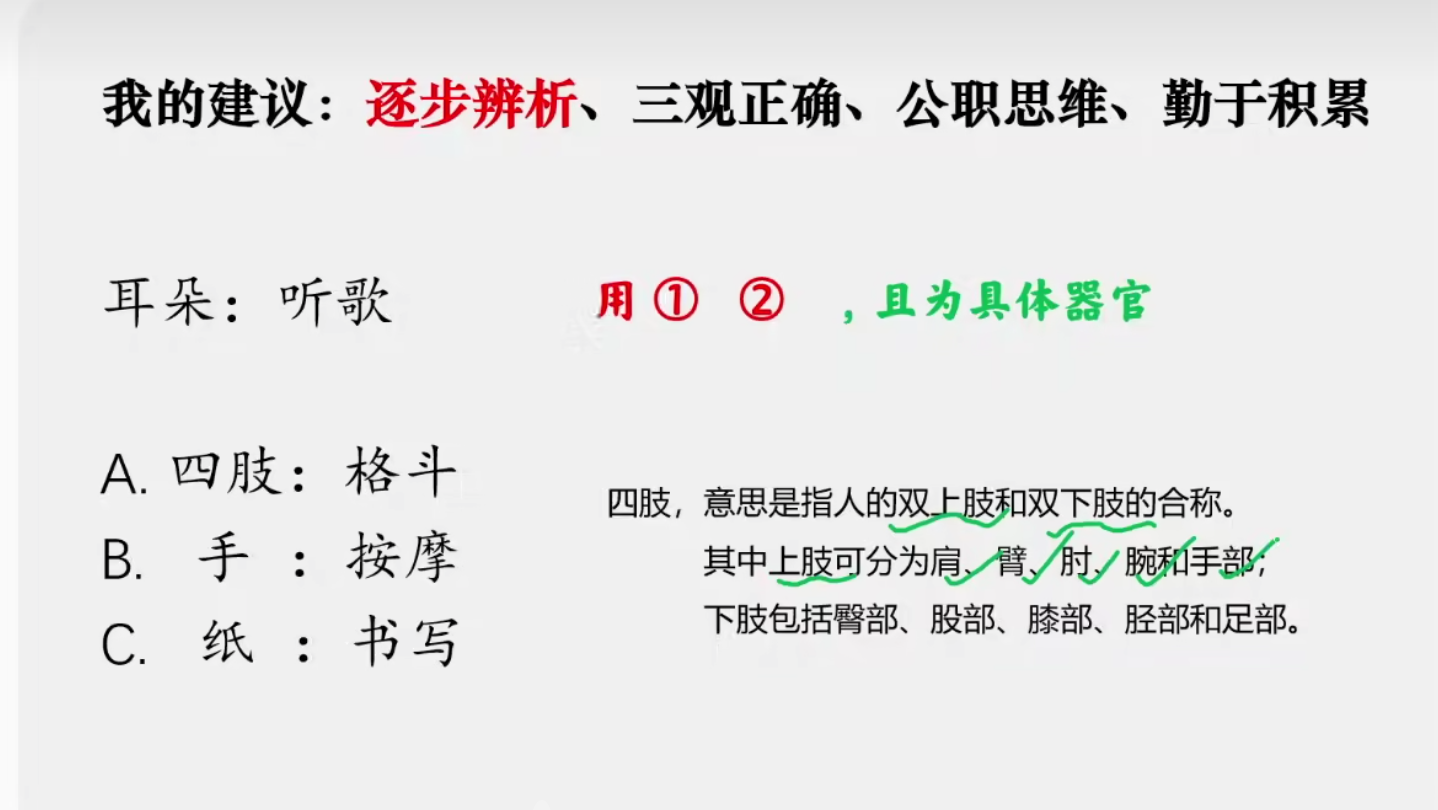 我的建议：逐步辨析、三观正确、公职思维、勤于积累
耳朵：听歌
用 ① ② ，且为具体器官
A. 四肢：格斗
B. 手：按摩
C. 纸：书写
四肢，意思是指人的双上肢和双下肢的合称。
其中上肢可分为肩、臂、肘、腕和手部；
下肢包括臀部、股部、膝部、胫部和足部。